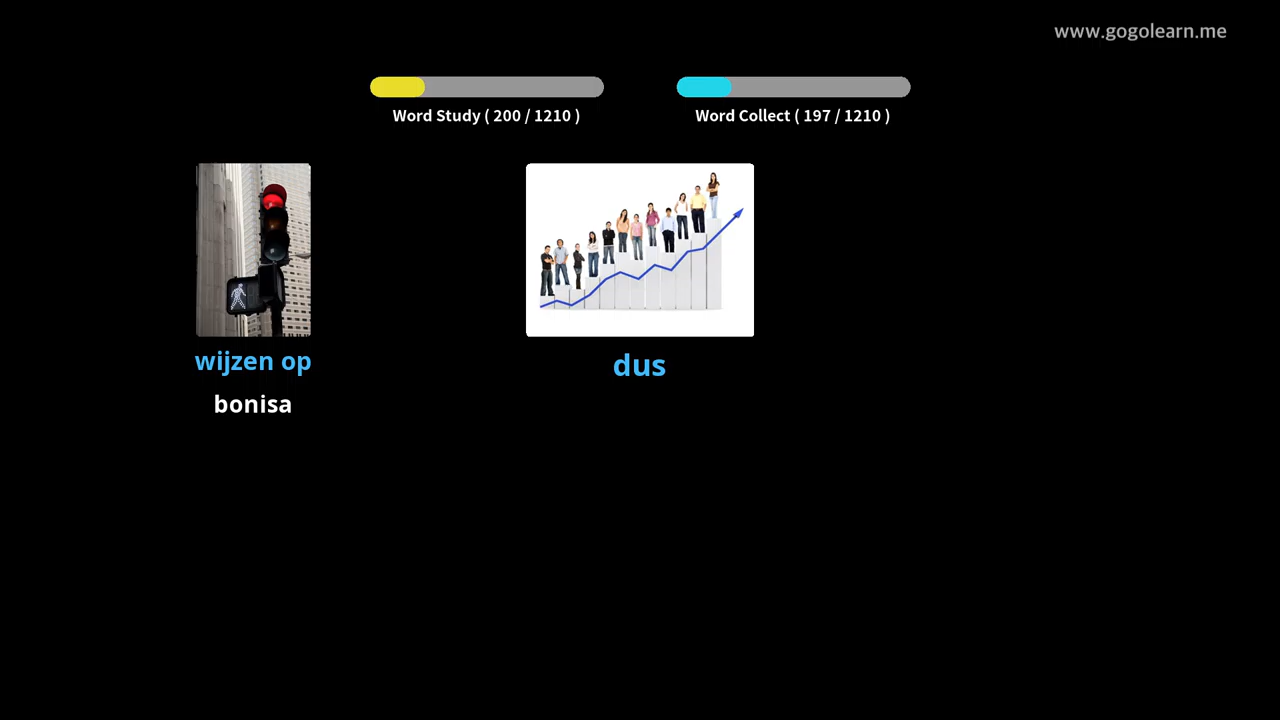 www.gogolearn.me
Word Study ( 200 / 1210 )
Word Collect ( 197 / 1210 )
wijzen op
bonisa
dus